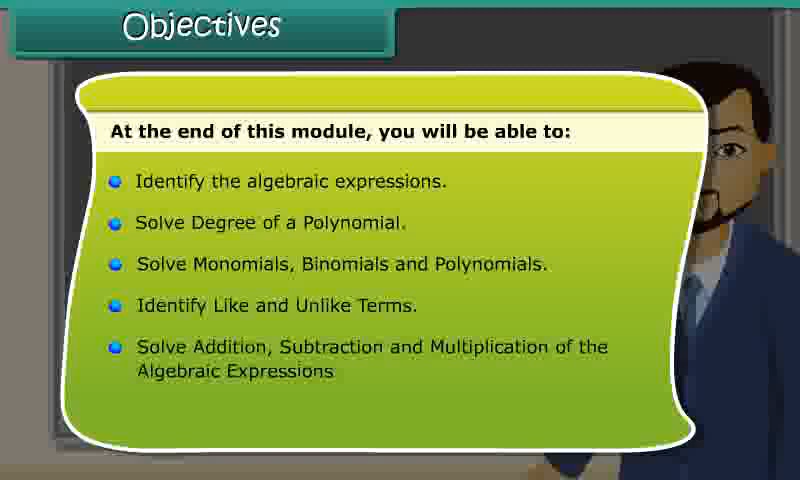 Objectives
At the end of this module, you will be able to:
Identify the algebraic expressions.
Solve Degree of a Polynomial.
Solve Monomials, Binomials and Polynomials.
Identify Like and Unlike Terms.
Solve Addition, Subtraction and Multiplication of the
Algebraic Expressions